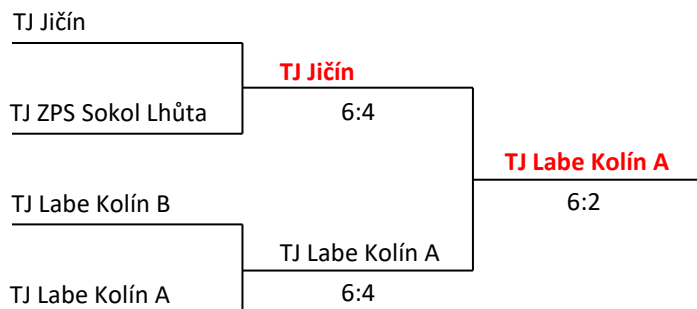 TJ Jičín
TJ Jičín
TJ ZPS Sokol Lhůta
6:4
TJ Labe Kolín A
TJ Labe Kolín B
6:2
TJ Labe Kolín A
TJ Labe Kolín A
6:4